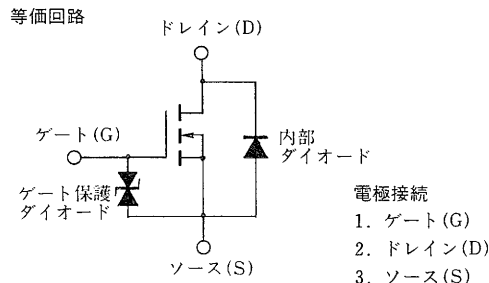 等価回路
ドレイン(D)
ゲート(G)
内部
ダイオード
ゲート保護
ダイオード
ソース(S)
電極接続
1. ゲート(G)
2. ドレイン(D)
3. ソース(S)